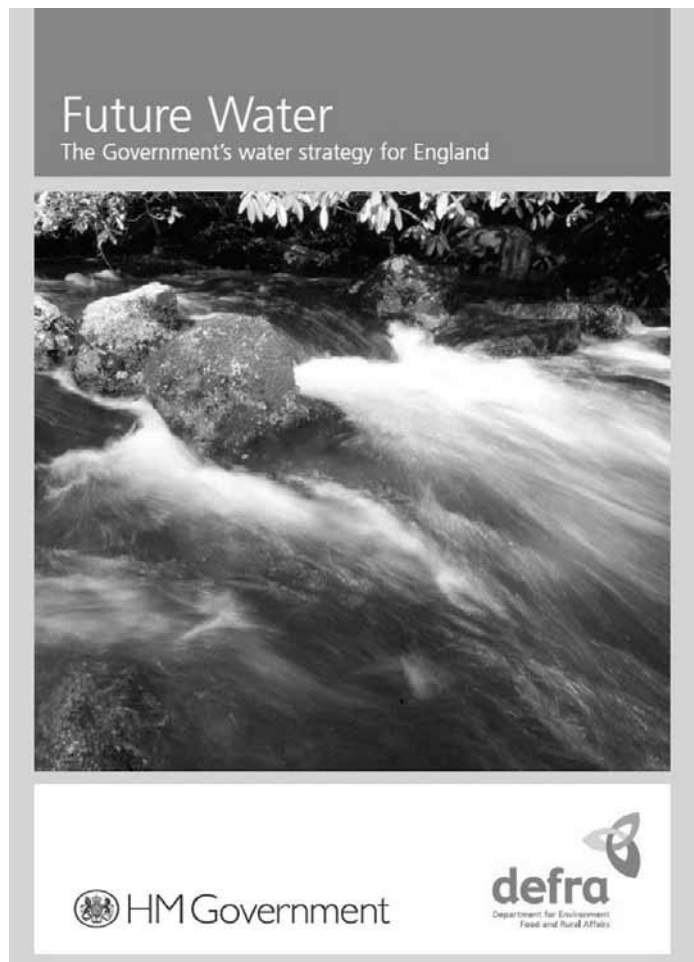 Future Water
The Government's water strategy for England
HM Government
defra
Department for Environment
Food and Rural Affairs